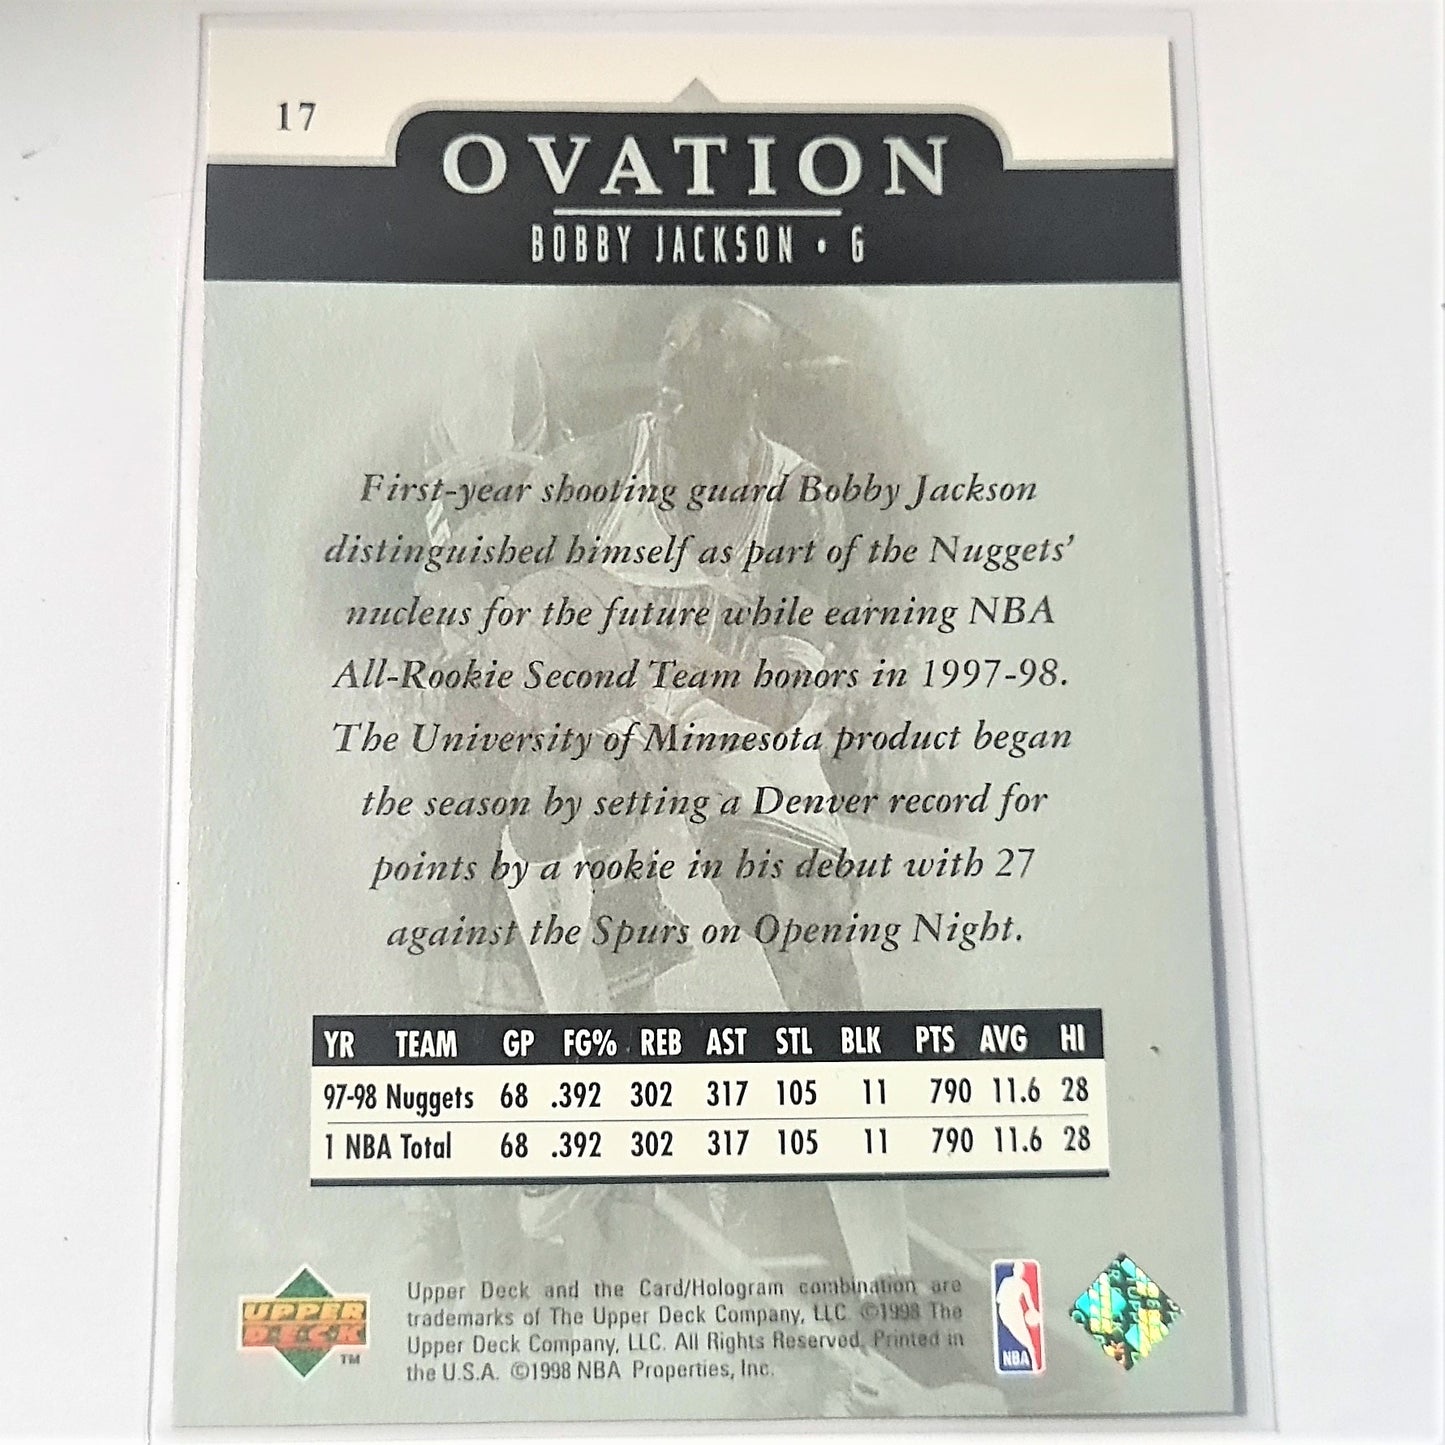 17
OVATION
BOBBY JACKSON • G
First-year shooting guard Bobby Jackson
distinguished himself as part of the Nuggets'
nucleus for the future while earning NBA
All-Rookie Second Team honors in 1997-98.
The University of Minnesota product began
the season by setting a Denver record for
points by a rookie in his debut with 27
against the Spurs on Opening Night.
YR TEAM GP FG% REB AST STL BLK PTS AVG HI
97-98 Nuggets 68 .392 302 317 105 11 790 11.6 28
1 NBA Total 68 .392 302 317 105 11 790 11.6 28
UPPER
DECK
™
Upper Deck and the Card/Hologram combination are
trademarks of The Upper Deck Company, LLC. ©1998 The
Upper Deck Company, LLC. All Rights Reserved. Printed in
the U.S.A. ©1998 NBA Properties, Inc.
NBA